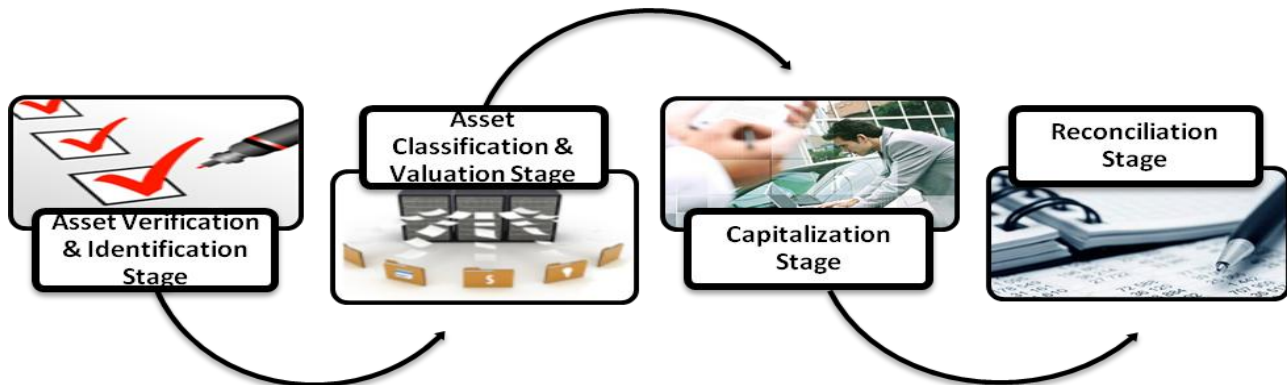 Asset Verification
& Identification
Stage
Asset
Classification &
Valuation Stage
$
Capitalization
Stage
Reconciliation
Stage